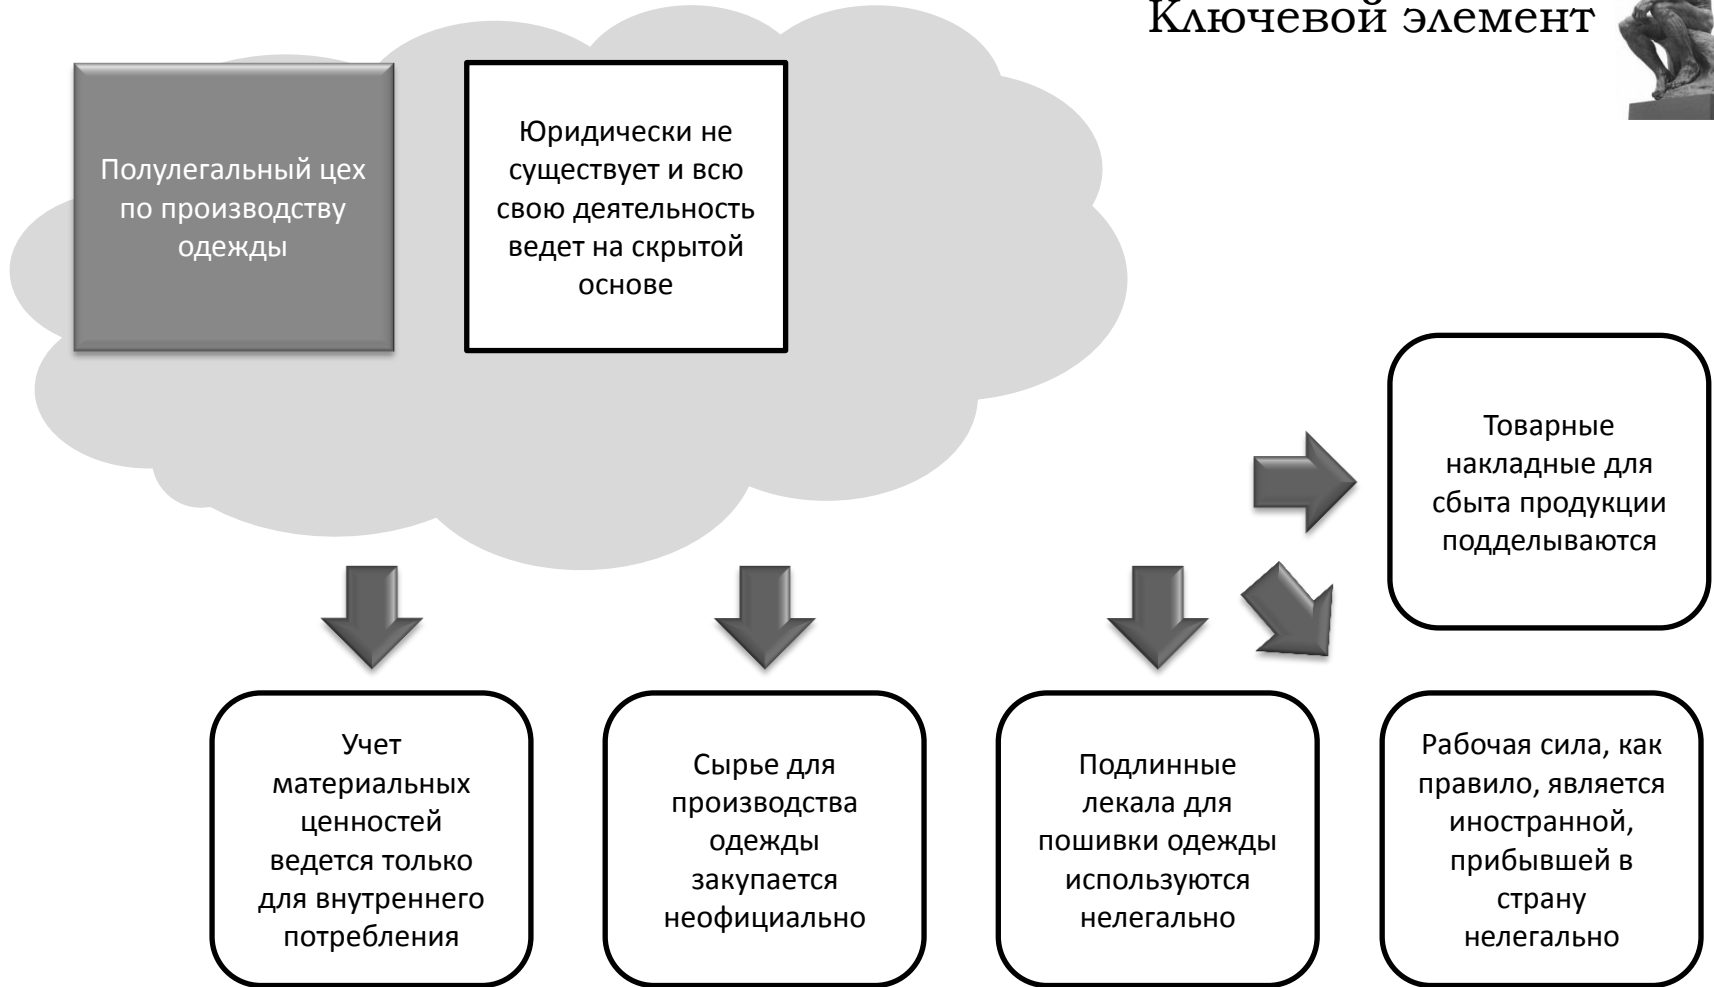 Ключевой элемент
Полулегальный цех
по производству
одежды
Юридически не
существует и всю
свою деятельность
ведет на скрытой
основе
Товарные
накладные для
сбыта продукции
подделываются
Учет
материальных
ценностей
ведется только
для внутреннего
потребления
Сырье для
производства
одежды
закупается
неофициально
Подлинные
лекала для
пошивки одежды
используются
нелегально
Рабочая сила, как
правило, является
иностранной,
прибывшей в
страну
нелегально